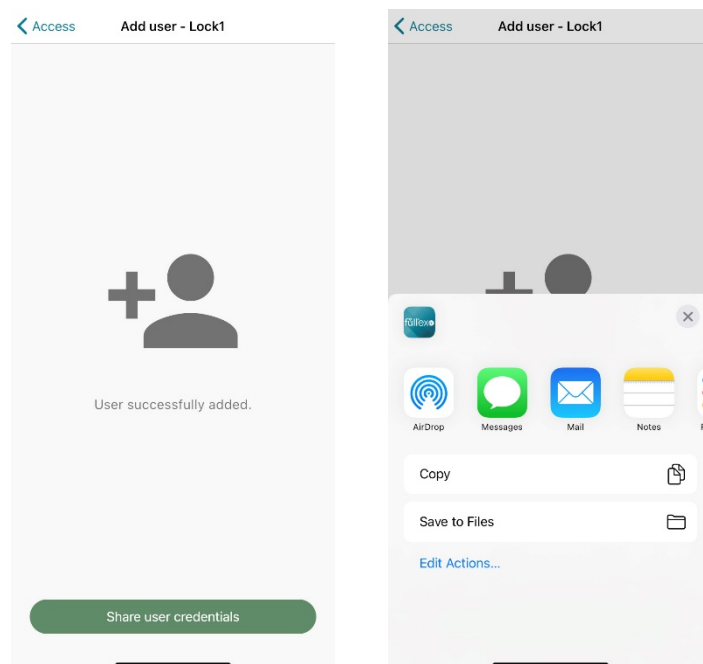 Access Add user - Lock1
User successfully added.
Share user credentials
Access Add user - Lock1
AirDrop Messages Mail Notes
Copy
Save to Files
Edit Actions...